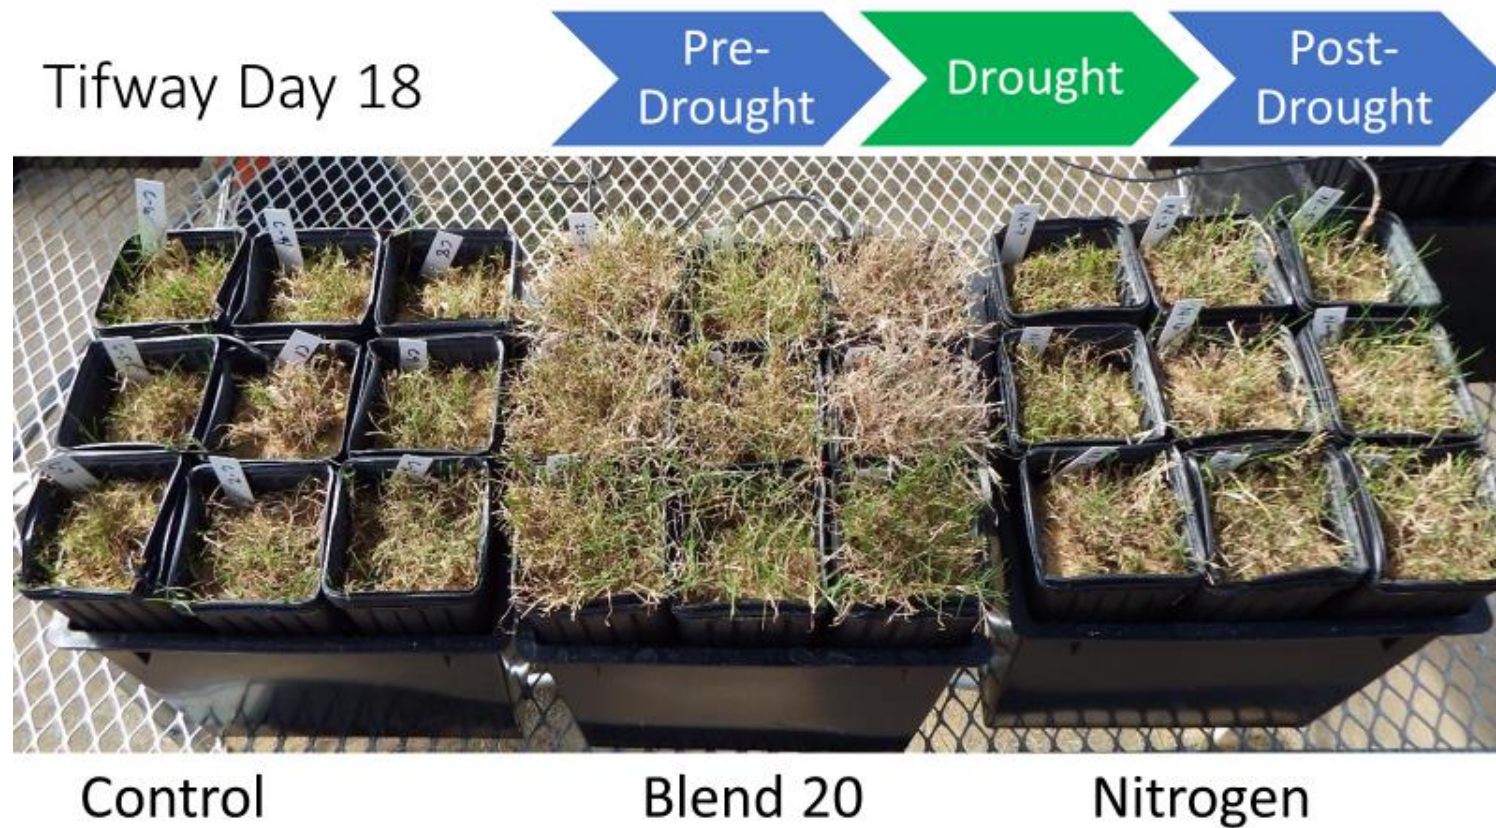 Tifway Day 18
Pre-
Drought
Drought
Post-
Drought
Control
Blend 20
Nitrogen